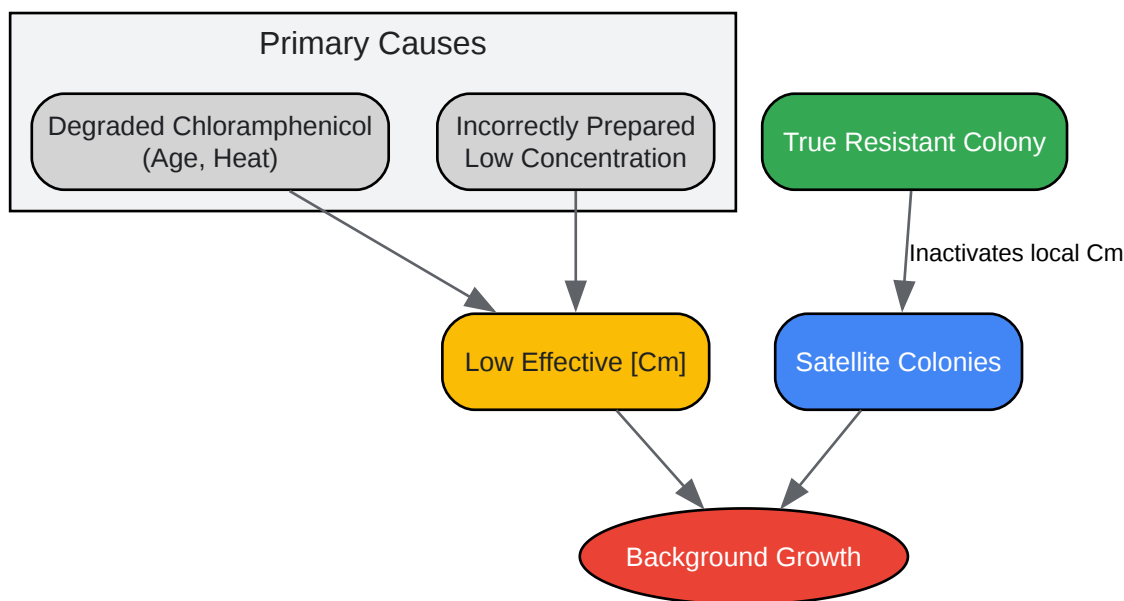 Primary Causes
Degraded Chloramphenicol
(Age, Heat)
Incorrectly Prepared
Low Concentration
True Resistant Colony
Inactivates local Cm
Low Effective [Cm]
Satellite Colonies
Background Growth